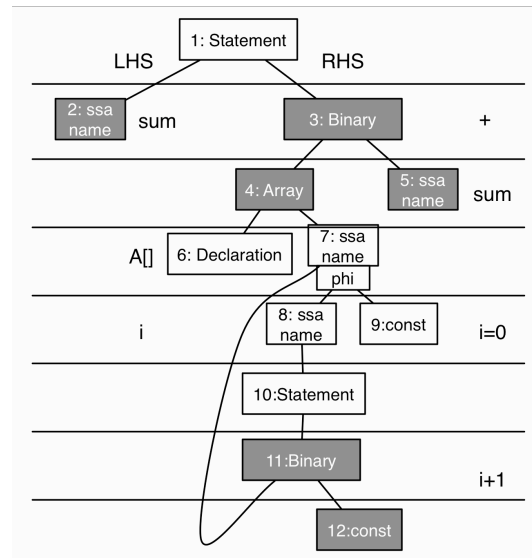 1: Statement
LHS
RHS
2: ssa
name
sum
3: Binary
+
4: Array
5: ssa
name
sum
A[]
6: Declaration
7: ssa
name
phi
i
8: ssa
name
9:const
i=0
10:Statement
11:Binary
i+1
12:const